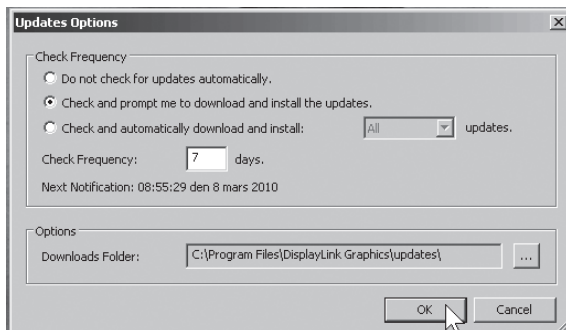 Updates Options
Check Frequency
Do not check for updates automatically.
Check and prompt me to download and install the updates.
Check and automatically download and install: All updates.
Check Frequency: 7 days.
Next Notification: 08:55:29 den 8 mars 2010
Options
Downloads Folder: C:\Program Files\DisplayLink Graphics\updates\ ...
OK Cancel